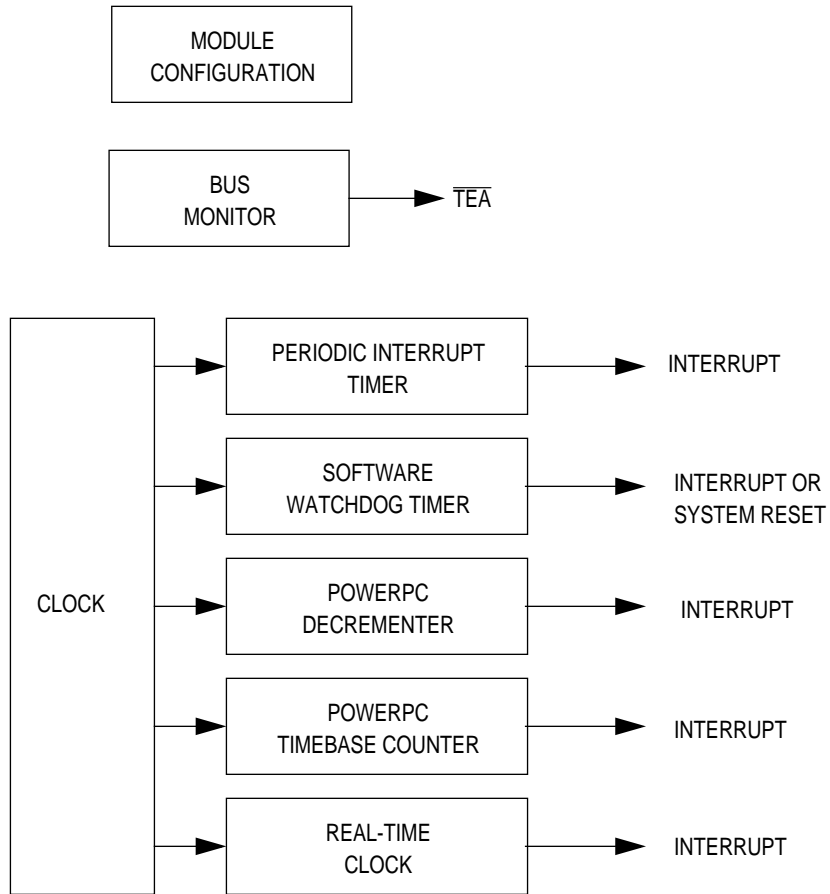 MODULE
CONFIGURATION
BUS
MONITOR
TEA
CLOCK
PERIODIC INTERRUPT
TIMER
INTERRUPT
SOFTWARE
WATCHDOG TIMER
INTERRUPT OR
SYSTEM RESET
POWERPC
DECREMENTER
INTERRUPT
POWERPC
TIMEBASE COUNTER
INTERRUPT
REAL-TIME
CLOCK
INTERRUPT